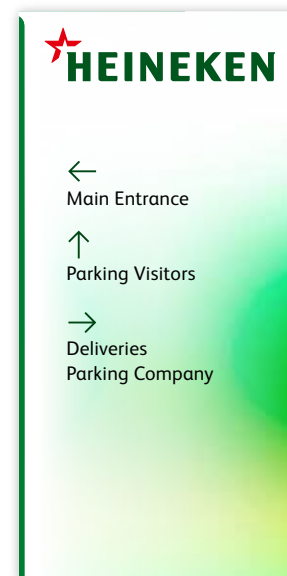 HEINEKEN
←
Main Entrance
↑
Parking Visitors
→
Deliveries
Parking Company